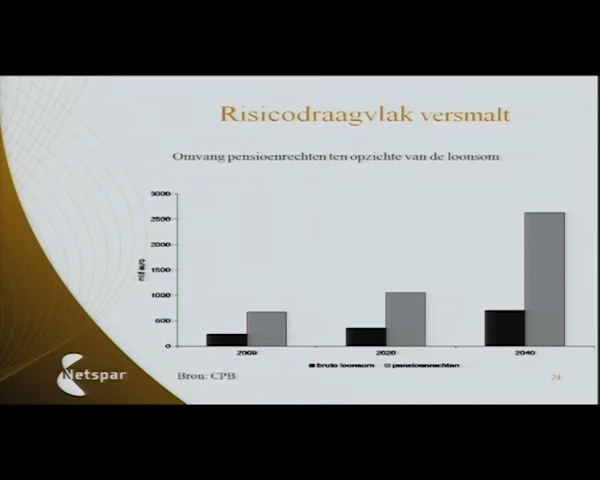 Risicodraagvlak versmalt
Omvang pensioenrechten ten opzichte van de loonsom
3000
2500
2000
1500
1000
500
0
mld euro
2009
2020
2040
bruto loonsom
pensioenrechten
Netspar
Bron: CPB
24